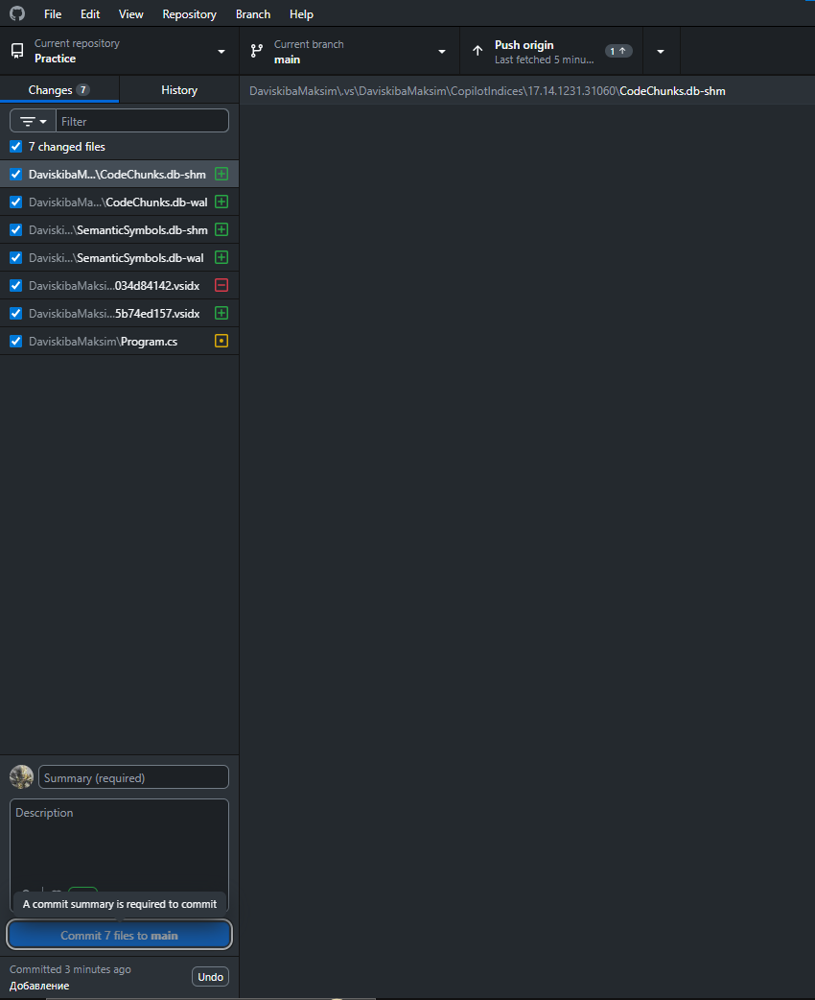 File Edit View Repository Branch Help
Current repository
Practice
Current branch
main
Push origin
Last fetched 5 minu...
1
Changes 7
History
DaviskibaMaksim\.vs\DaviskibaMaksim\CopilotIndices\17.14.1231.31060\CodeChunks.db-shm
Filter
7 changed files
DaviskibaM...\CodeChunks.db-shm
DaviskibaMa...\CodeChunks.db-wal
Daviski...\SemanticSymbols.db-shm
Daviski...\SemanticSymbols.db-wal
DaviskibaMaksi...034d84142.vsidx
DaviskibaMaksi...5b74ed157.vsidx
DaviskibaMaksim\Program.cs
Summary (required)
Description
A commit summary is required to commit
Commit 7 files to main
Committed 3 minutes ago
Добавление
Undo